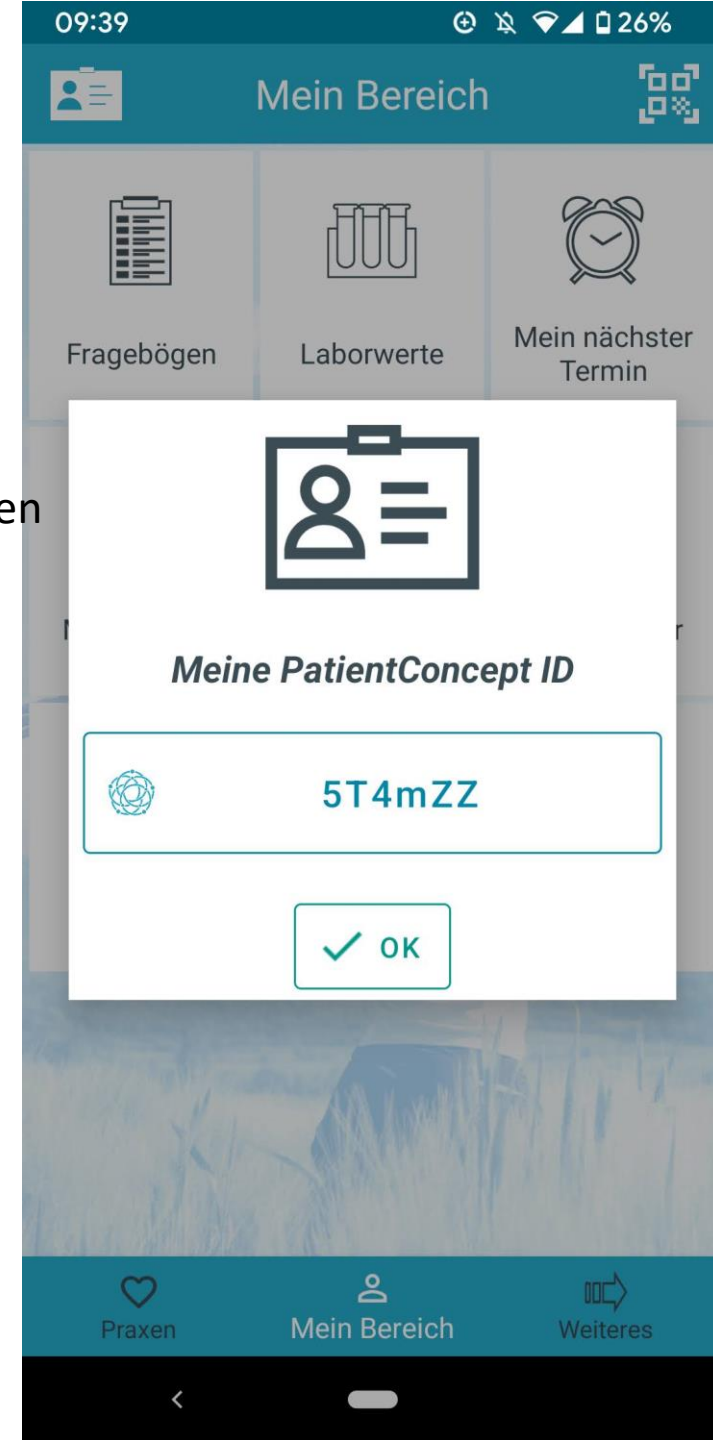 09:39
26%
Mein Bereich
Fragebögen
Laborwerte
Mein nächster
Termin
en
Meine PatientConcept ID
5T4mZZ
OK
Praxen
Mein Bereich
Weiteres